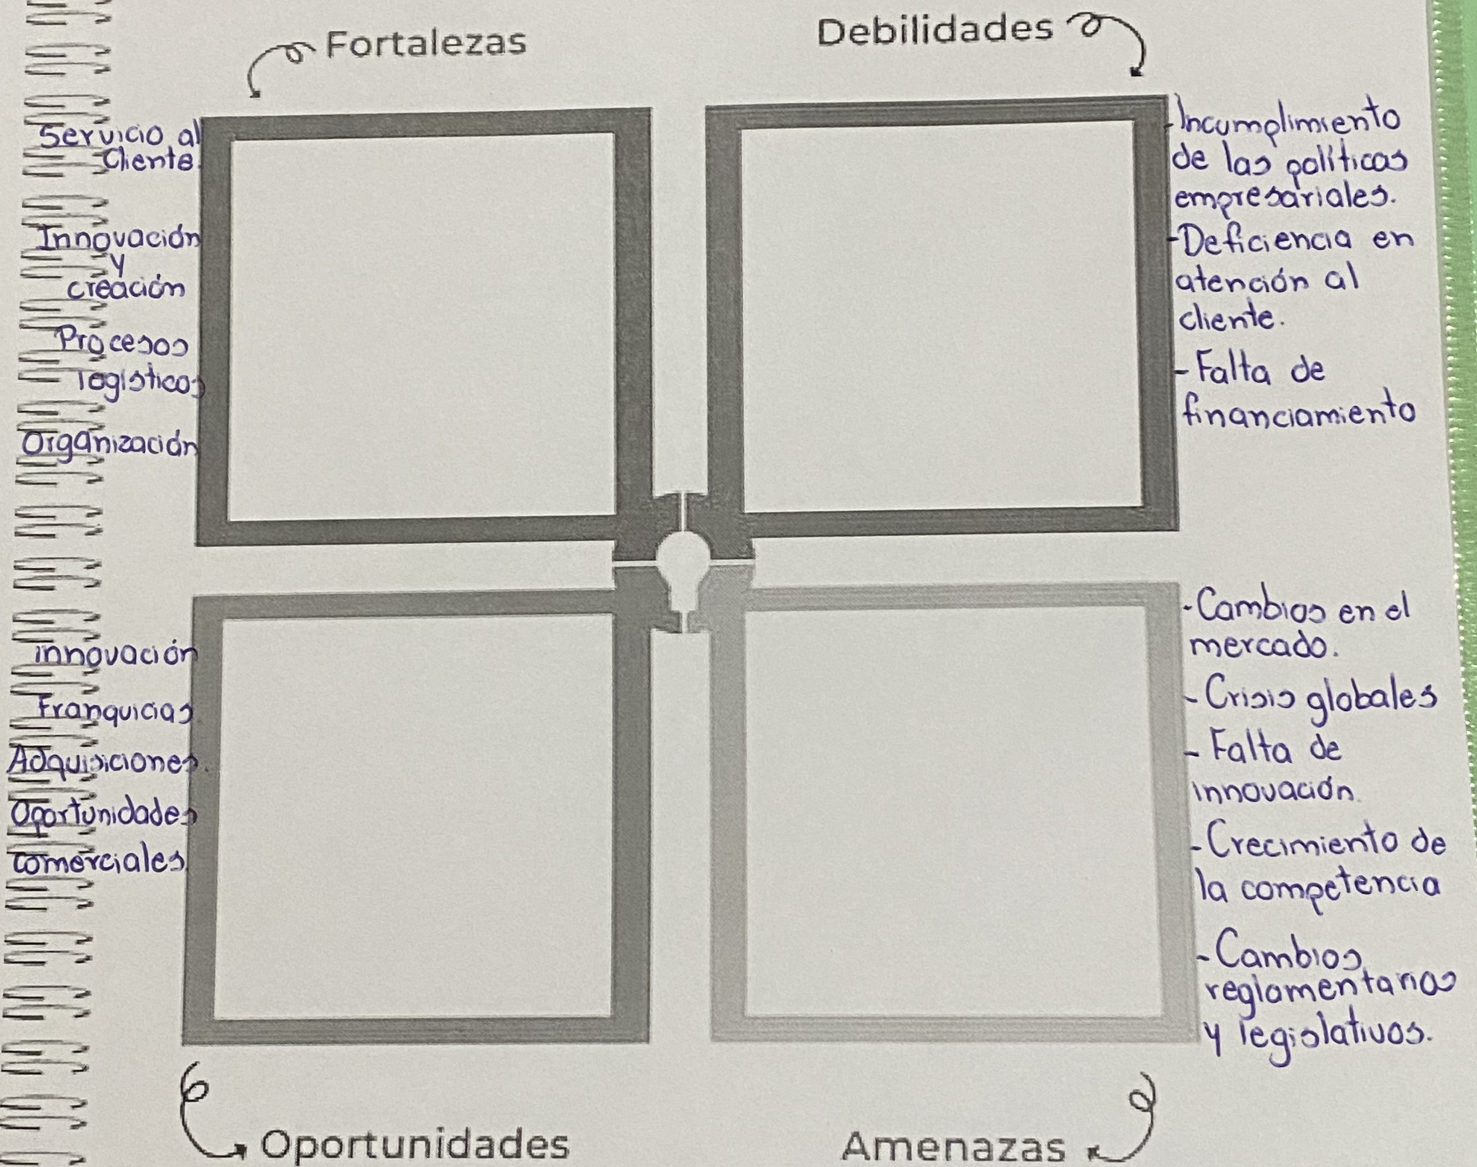 Fortalezas
Servicio al
Cliente.
Innovación
y
creación
Procesos
logísticos
Organización
Debilidades
-Incumplimiento
de las políticas
empresariales.
-Deficiencia en
atención al
cliente.
-Falta de
financiamiento
innovación
Franquicias.
Adquisiciones.
Oportunidades
comerciales.
Oportunidades
-Cambios en el
mercado.
-Crisis globales
-Falta de
innovación.
-Crecimiento de
la competencia
-Cambios
reglamentarios
y legislativos.
Amenazas